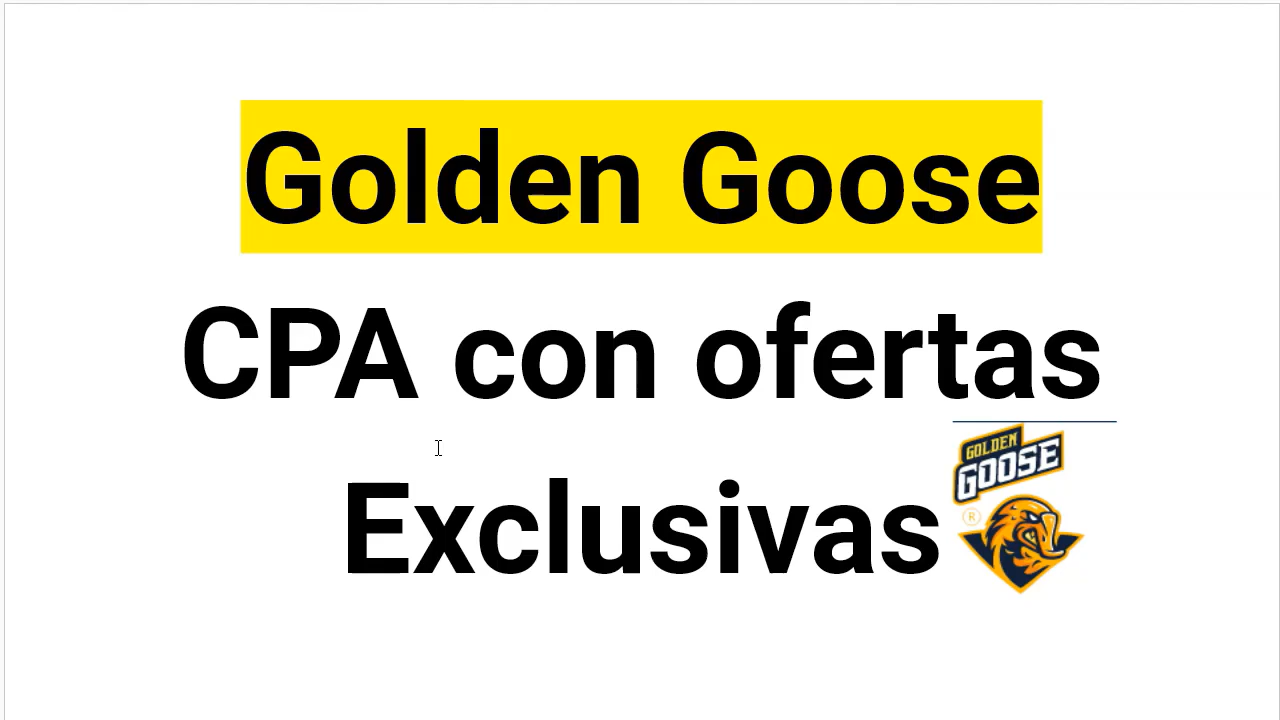 Golden Goose
CPA con ofertas
Exclusivas
GOLDEN
GOOSE
®